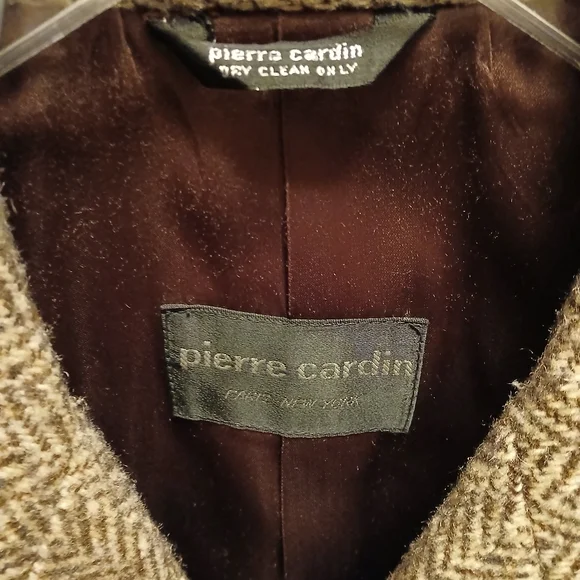 pierre cardin
DRY CLEAN ONLY
pierre cardin
PARIS NEW YORK